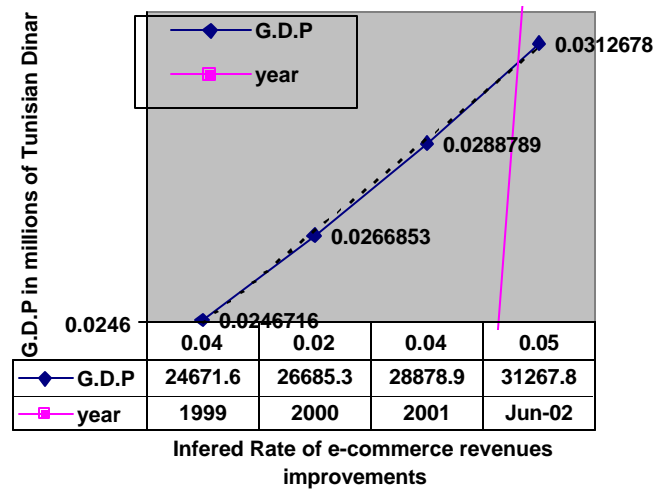 G.D.P in millions of Tunisian Dinar
G.D.P
year
0.0312678
0.0288789
0.0266853
0.0246716
0.0246
0.04 0.02 0.04 0.05
G.D.P 24671.6 26685.3 28878.9 31267.8
year 1999 2000 2001 Jun-02
Infered Rate of e-commerce revenues
improvements